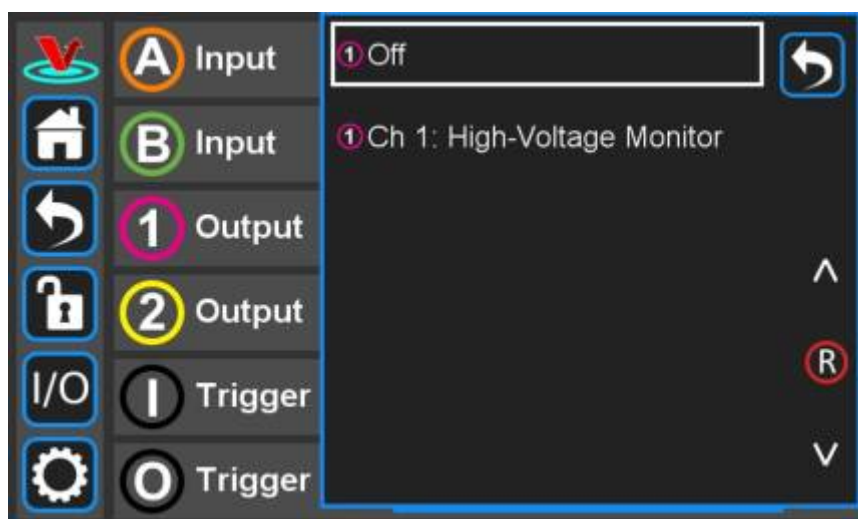 A Input
B Input
1 Output
2 Output
I/O
I Trigger
O Trigger
① Off
① Ch 1: High-Voltage Monitor
R